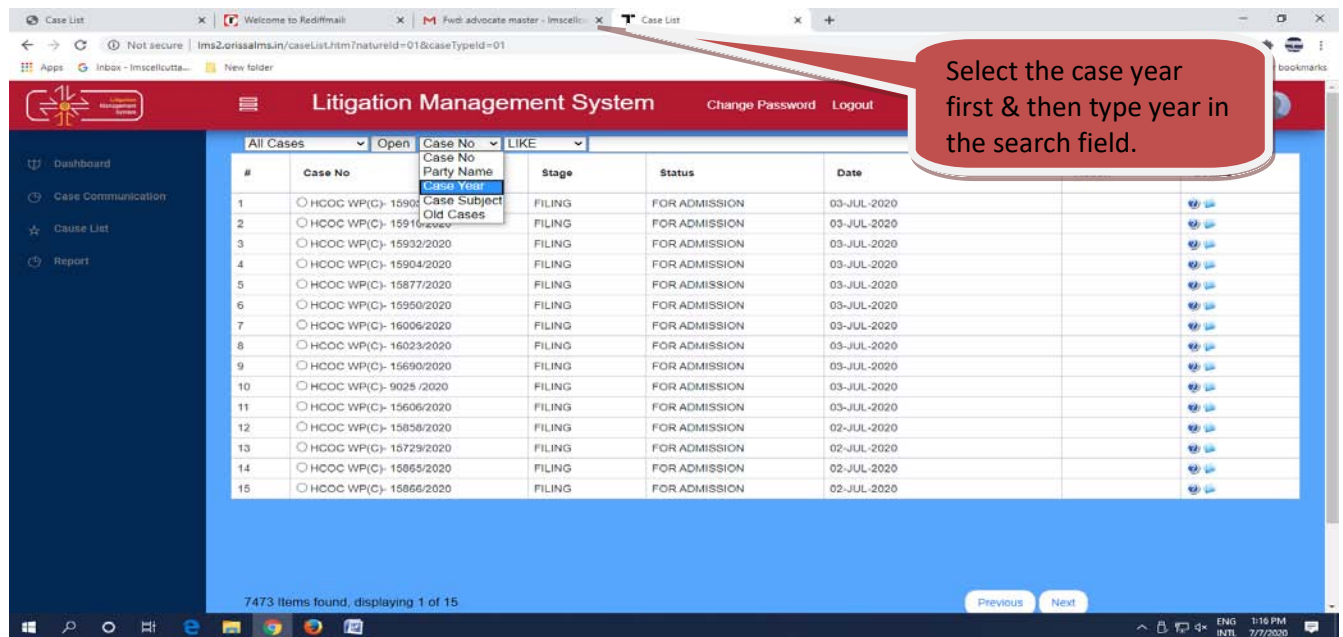 Case List
Welcome to Rediffmail:
Fwd: advocate master - lmscellc
Case List
Not secure
lms2.orissalms.in/caseList.htm?natureId=01&caseTypeId=01
Apps
Inbox - lmscellcutta...
New folder
bookmarks
Select the case year
first & then type year in
the search field.
Litigation
Management
System
Litigation Management System
Change Password
Logout
Dashboard
Case Communication
Cause List
Report
All Cases Open Case No LIKE
Case No
Party Name
Case Year
Case Subject
Old Cases
# Case No Stage Status Date
1 HCOC WP(C)- 1590 FILING FOR ADMISSION 03-JUL-2020
2 HCOC WP(C)- 15910/2020 FILING FOR ADMISSION 03-JUL-2020
3 HCOC WP(C)- 15932/2020 FILING FOR ADMISSION 03-JUL-2020
4 HCOC WP(C)- 15904/2020 FILING FOR ADMISSION 03-JUL-2020
5 HCOC WP(C)- 15877/2020 FILING FOR ADMISSION 03-JUL-2020
6 HCOC WP(C)- 15950/2020 FILING FOR ADMISSION 03-JUL-2020
7 HCOC WP(C)- 16006/2020 FILING FOR ADMISSION 03-JUL-2020
8 HCOC WP(C)- 16023/2020 FILING FOR ADMISSION 03-JUL-2020
9 HCOC WP(C)- 15690/2020 FILING FOR ADMISSION 03-JUL-2020
10 HCOC WP(C)- 9025 /2020 FILING FOR ADMISSION 03-JUL-2020
11 HCOC WP(C)- 15606/2020 FILING FOR ADMISSION 03-JUL-2020
12 HCOC WP(C)- 15858/2020 FILING FOR ADMISSION 02-JUL-2020
13 HCOC WP(C)- 15729/2020 FILING FOR ADMISSION 02-JUL-2020
14 HCOC WP(C)- 15865/2020 FILING FOR ADMISSION 02-JUL-2020
15 HCOC WP(C)- 15866/2020 FILING FOR ADMISSION 02-JUL-2020
7473 Items found, displaying 1 of 15
Previous
Next
ENG
INTL
1:16 PM
7/7/2020